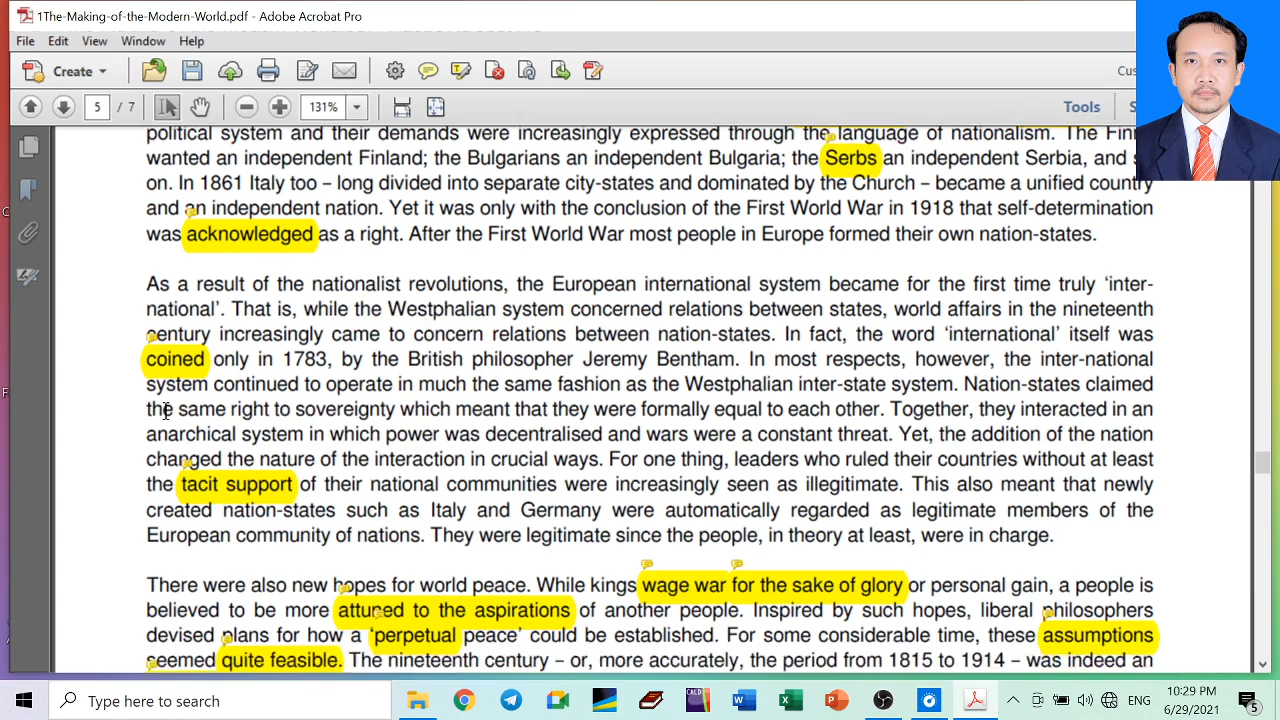 1The-Making-of-the-Modern-World.pdf - Adobe Acrobat Pro
File Edit View Window Help
Create
5 / 7 131% Tools
political system and their demands were increasingly expressed through the language of nationalism. The
wanted an independent Finland; the Bulgarians an independent Bulgaria; the Serbs an independent Serbia, and
on. In 1861 Italy too – long divided into separate city-states and dominated by the Church – became a unified country
and an independent nation. Yet it was only with the conclusion of the First World War in 1918 that self-determination
was acknowledged as a right. After the First World War most people in Europe formed their own nation-states.
As a result of the nationalist revolutions, the European international system became for the first time truly ‘inter-
national’. That is, while the Westphalian system concerned relations between states, world affairs in the nineteenth
century increasingly came to concern relations between nation-states. In fact, the word ‘international’ itself was
coined only in 1783, by the British philosopher Jeremy Bentham. In most respects, however, the inter-national
system continued to operate in much the same fashion as the Westphalian inter-state system. Nation-states claimed
the same right to sovereignty which meant that they were formally equal to each other. Together, they interacted in an
anarchical system in which power was decentralised and wars were a constant threat. Yet, the addition of the nation
changed the nature of the interaction in crucial ways. For one thing, leaders who ruled their countries without at least
the tacit support of their national communities were increasingly seen as illegitimate. This also meant that newly
created nation-states such as Italy and Germany were automatically regarded as legitimate members of the
European community of nations. They were legitimate since the people, in theory at least, were in charge.
There were also new hopes for world peace. While kings wage war for the sake of glory or personal gain, a people is
believed to be more attuned to the aspirations of another people. Inspired by such hopes, liberal philosophers
devised plans for how a ‘perpetual peace’ could be established. For some considerable time, these assumptions
seemed quite feasible. The nineteenth century – or, more accurately, the period from 1815 to 1914 – was indeed an
Type here to search
CALD
ENG
10:29 PM
6/29/2021
5